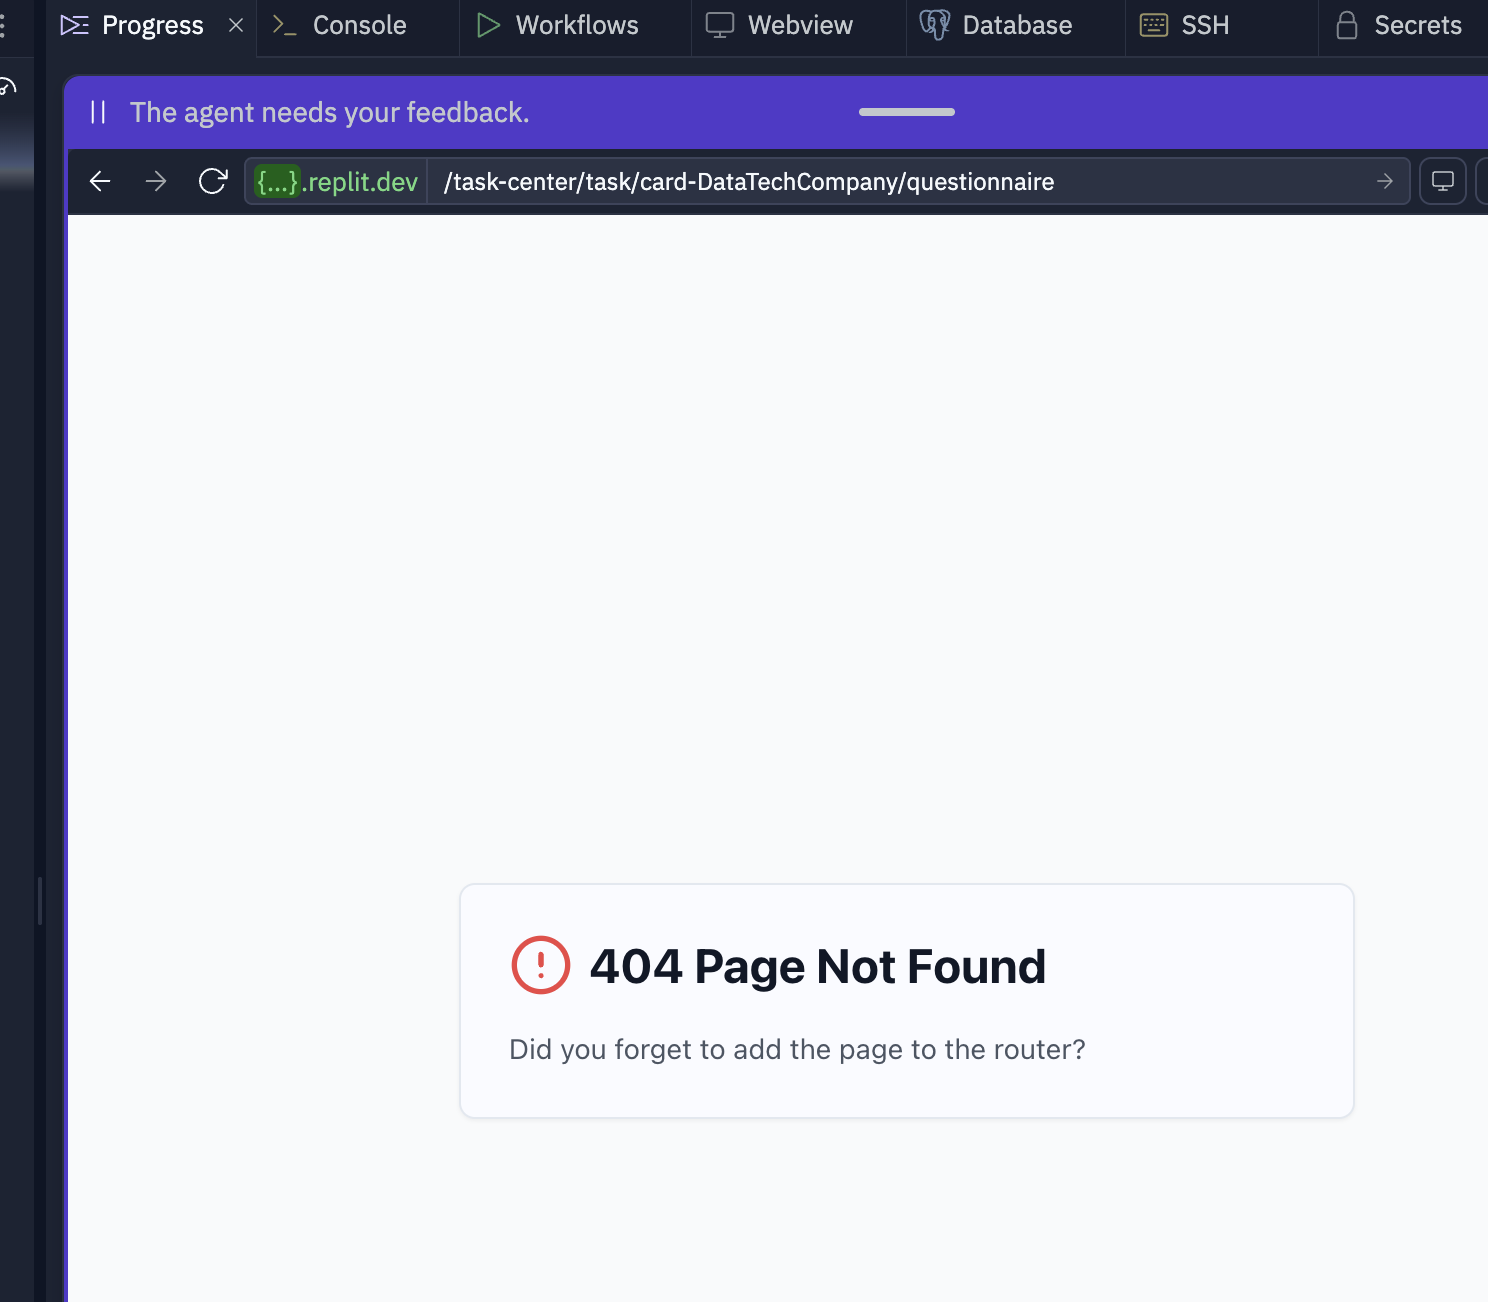 Progress Console Workflows Webview Database SSH Secrets
The agent needs your feedback.
{...}.replit.dev /task-center/task/card-DataTechCompany/questionnaire
404 Page Not Found
Did you forget to add the page to the router?